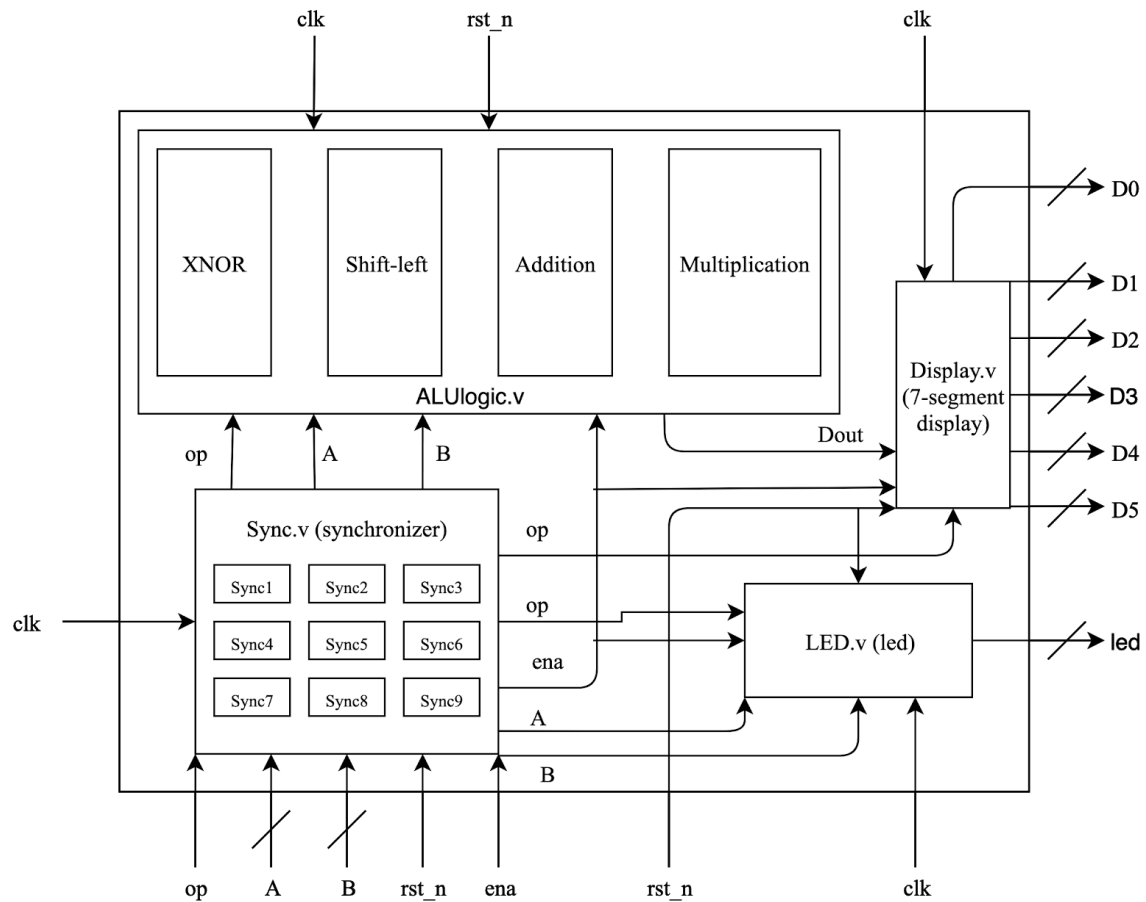 clk
rst_n
clk
XNOR
Shift-left
Addition
Multiplication
ALUlogic.v
D0
D1
D2
D3
D4
D5
Display.v
(7-segment
display)
Dout
op
A
B
Sync.v (synchronizer)
Sync1
Sync2
Sync3
Sync4
Sync5
Sync6
Sync7
Sync8
Sync9
clk
op
op
ena
A
B
LED.v (led)
led
op
A
B
rst_n
ena
rst_n
clk